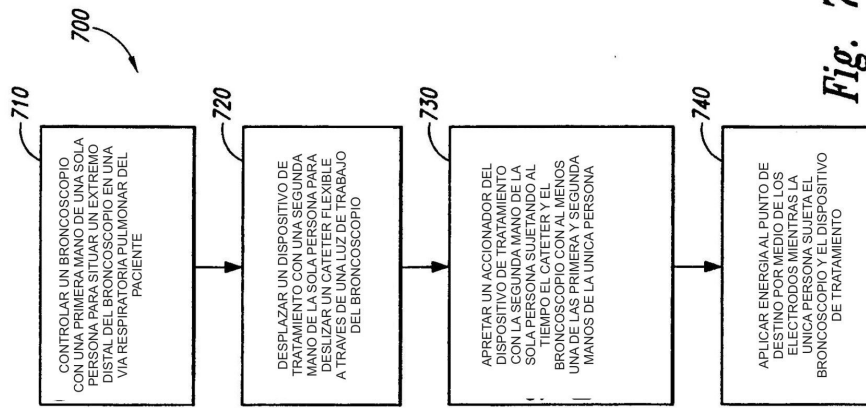 700
710
CONTROLAR UN BRONCOSCOPIO
CON UNA PRIMERA MANO DE UNA SOLA
PERSONA PARA SITUAR UN EXTREMO
DISTAL DEL BRONCOSCOPIO EN UNA
VIA RESPIRATORIA PULMONAR DEL
PACIENTE
720
DESPLAZAR UN DISPOSITIVO DE
TRATAMIENTO CON UNA SEGUNDA
MANO DE LA SOLA PERSONA PARA
DESLIZAR UN CATETER FLEXIBLE
A TRAVES DE UNA LUZ DE TRABAJO
DEL BRONCOSCOPIO
730
APRETAR UN ACCIONADOR DEL
DISPOSITIVO DE TRATAMIENTO
CON LA SEGUNDA MANO DE LA
SOLA PERSONA SUJETANDO AL
TIEMPO EL CATETER Y EL
BRONCOSCOPIO CON AL MENOS
UNA DE LAS PRIMERA Y SEGUNDA
MANOS DE LA UNICA PERSONA
740
APLICAR ENERGIA AL PUNTO DE
DESTINO POR MEDIO DE LOS
ELECTRODOS MIENTRAS LA
UNICA PERSONA SUJETA EL
BRONCOSCOPIO Y EL DISPOSITIVO
DE TRATAMIENTO
Fig. 7